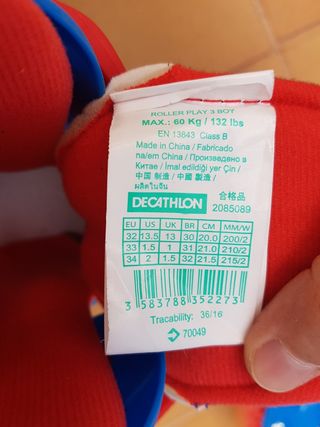 ROLLER PLAY 3 BOY
MAX.: 60 Kg / 132 lbs
EN 13843 Class B
Made in China / Fabricado
na/em China / Произведено в
Китае / İmal edildiği yer Çin /
中国 制造 / 中國 製造 /
ผลิตในจีน
DECATHLON 合格品
2085089
EU US UK BR CM MM/W
32 13.5 13 30 20.0 200/2
33 1.5 1 31 21.0 210/2
34 2 2 32 21.5 215/2
3 583788 352273
Tracability: 36/16
70049